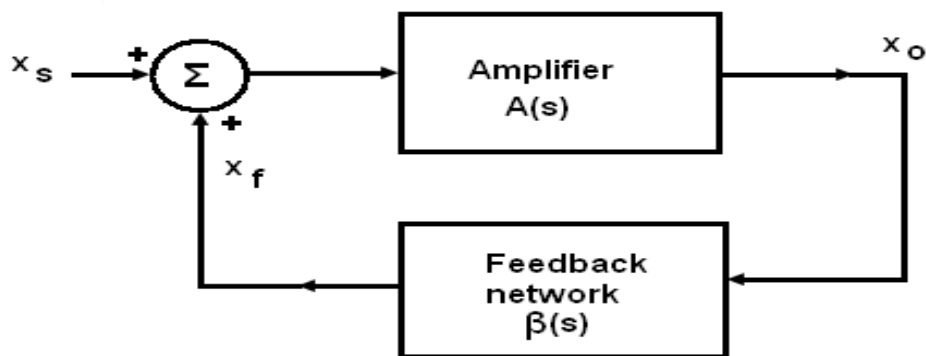 x s
+
Σ
+
x f
Amplifier
A(s)
x o
Feedback
network
β(s)